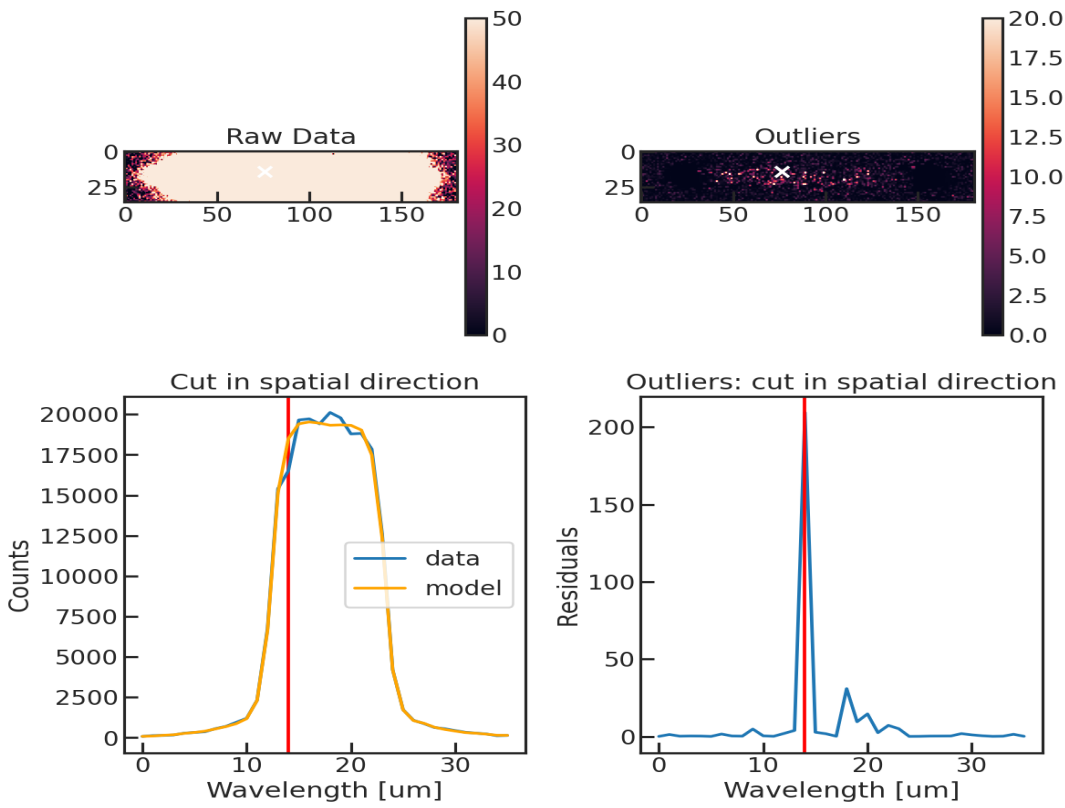 Raw Data
0
25
0 50 100 150
50
40
30
20
10
0
Outliers
0
25
0 50 100 150
20.0
17.5
15.0
12.5
10.0
7.5
5.0
2.5
0.0
Cut in spatial direction
Counts
20000
17500
15000
12500
10000
7500
5000
2500
0
data
model
0 10 20 30
Wavelength [um]
Outliers: cut in spatial direction
Residuals
200
150
100
50
0
0 10 20 30
Wavelength [um]